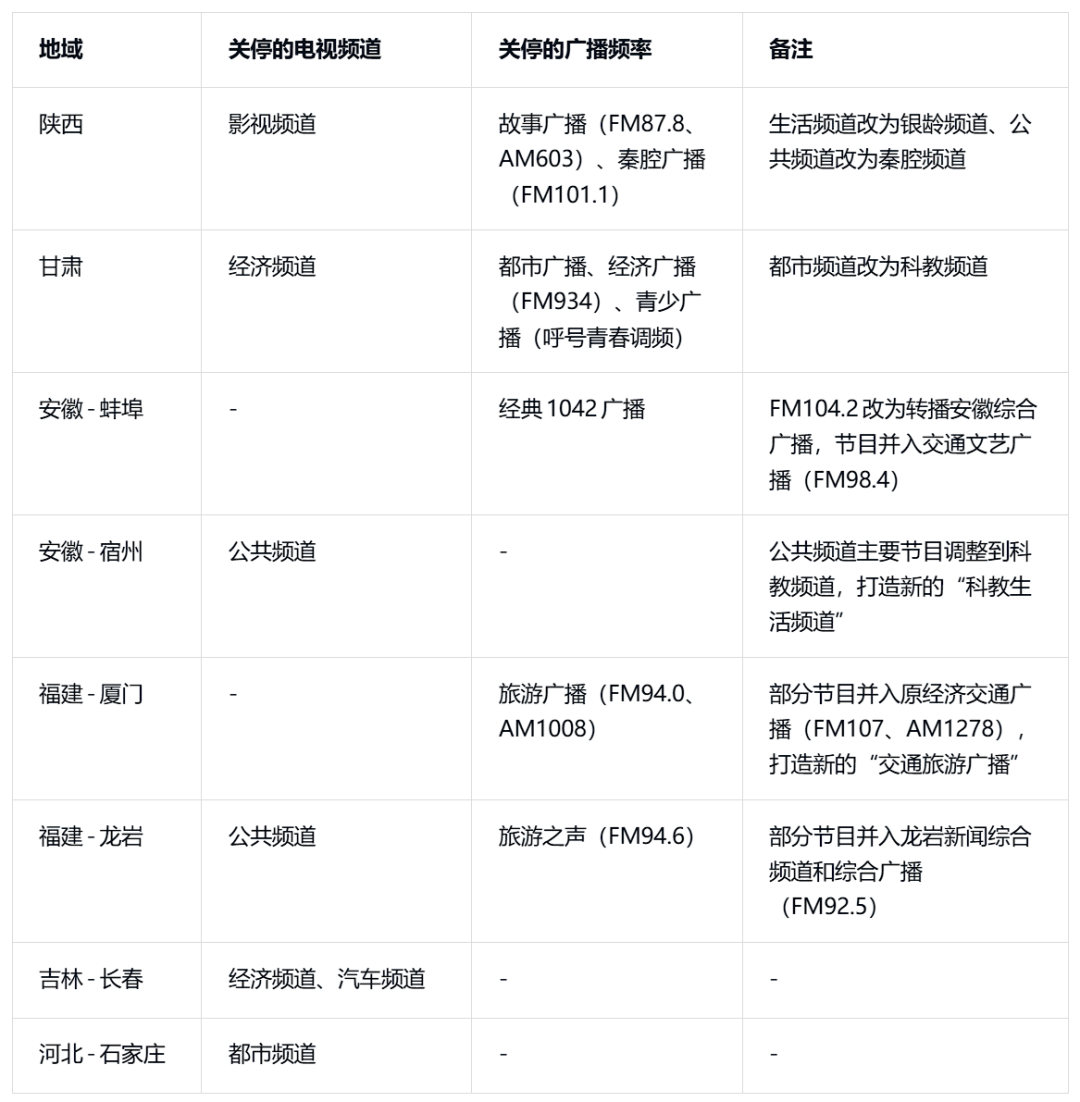 地域 关停的电视频道 关停的广播频率 备注
陕西 影视频道 故事广播（FM87.8、
AM603）、秦腔广播
（FM101.1）
生活频道改为银龄频道、公
共频道改为秦腔频道
甘肃 经济频道 都市广播、经济广播
（FM934）、青少广
播（呼号青春调频）
都市频道改为科教频道
安徽 - 蚌埠 - 经典 1042 广播
FM104.2 改为转播安徽综合
广播，节目并入交通文艺广
播（FM98.4）
安徽 - 宿州 公共频道 -
公共频道主要节目调整到科
教频道，打造新的“科教生
活频道”
福建 - 厦门 - 旅游广播（FM94.0、
AM1008）
部分节目并入原经济交通广
播（FM107、AM1278），
打造新的“交通旅游广播”
福建 - 龙岩 公共频道 旅游之声（FM94.6）
部分节目并入龙岩新闻综合
频道和综合广播
（FM92.5）
吉林 - 长春 经济频道、汽车频道 - -
河北 - 石家庄 都市频道 - -